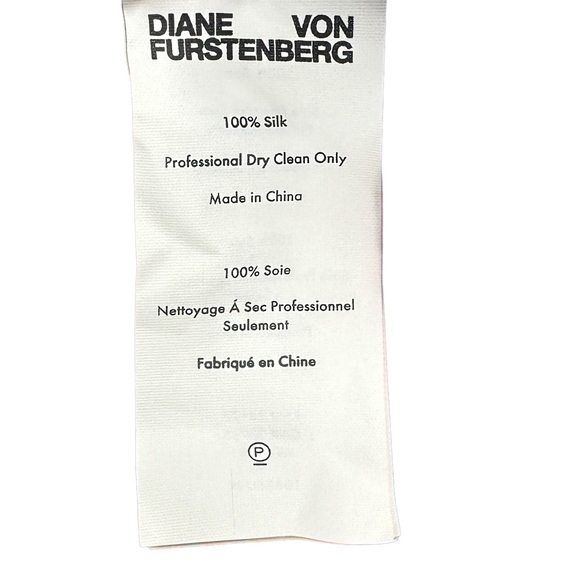 DIANE VON
FURSTENBERG
100% Silk
Professional Dry Clean Only
Made in China
100% Soie
Nettoyage Á Sec Professionnel
Seulement
Fabriqué en Chine
P